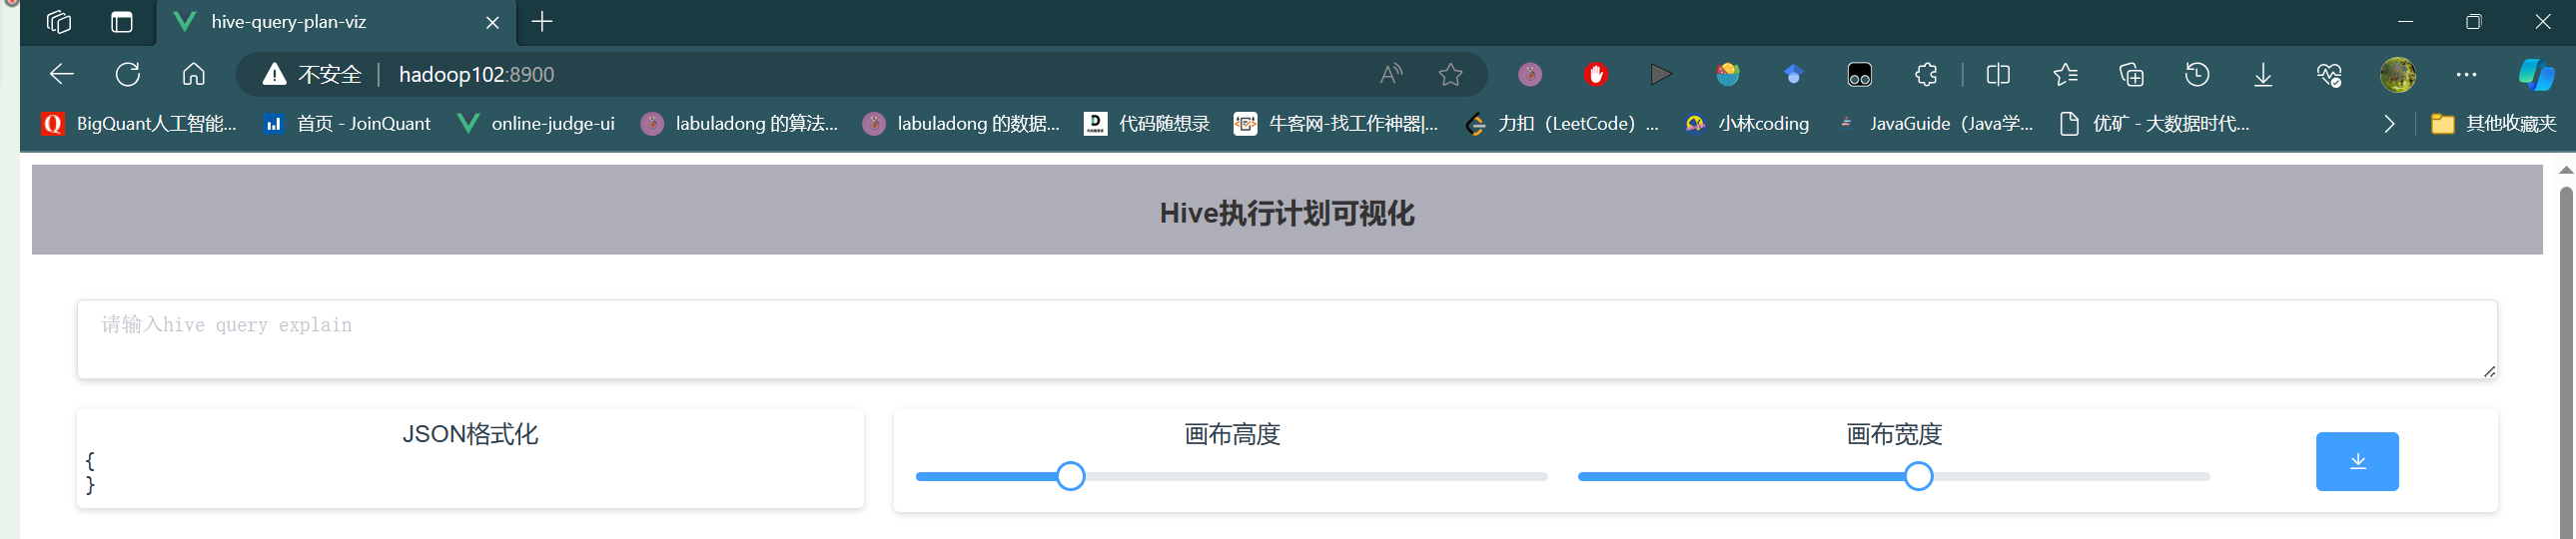 hive-query-plan-viz
不安全 hadoop102:8900
BigQuant人工智能... 首页 - JoinQuant online-judge-ui labuladong 的算法... labuladong 的数据... 代码随想录 牛客网-找工作神器|... 力扣（LeetCode）... 小林coding JavaGuide（Java学... 优矿 - 大数据时代... 其他收藏夹
Hive执行计划可视化
请输入hive query explain
JSON格式化 画布高度 画布宽度
{
}